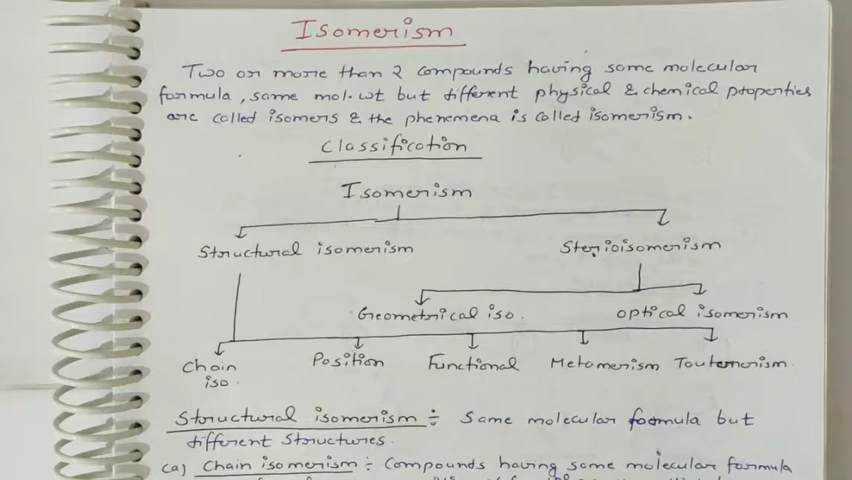 Isomerism
Two or more than 2 compounds having same molecular
formula, same mol. wt but different physical & chemical properties
are called isomers & the phenemena is called isomerism.
Classification
Isomerism
Structural isomerism Sterioisomerism
Geometrical iso. optical isomerism
Chain iso. Position Functional Metamerism Toutemerism.
Structural isomerism ÷ Same molecular formula but
different structures.
(a) Chain isomerism ÷ Compounds having same molecular formula